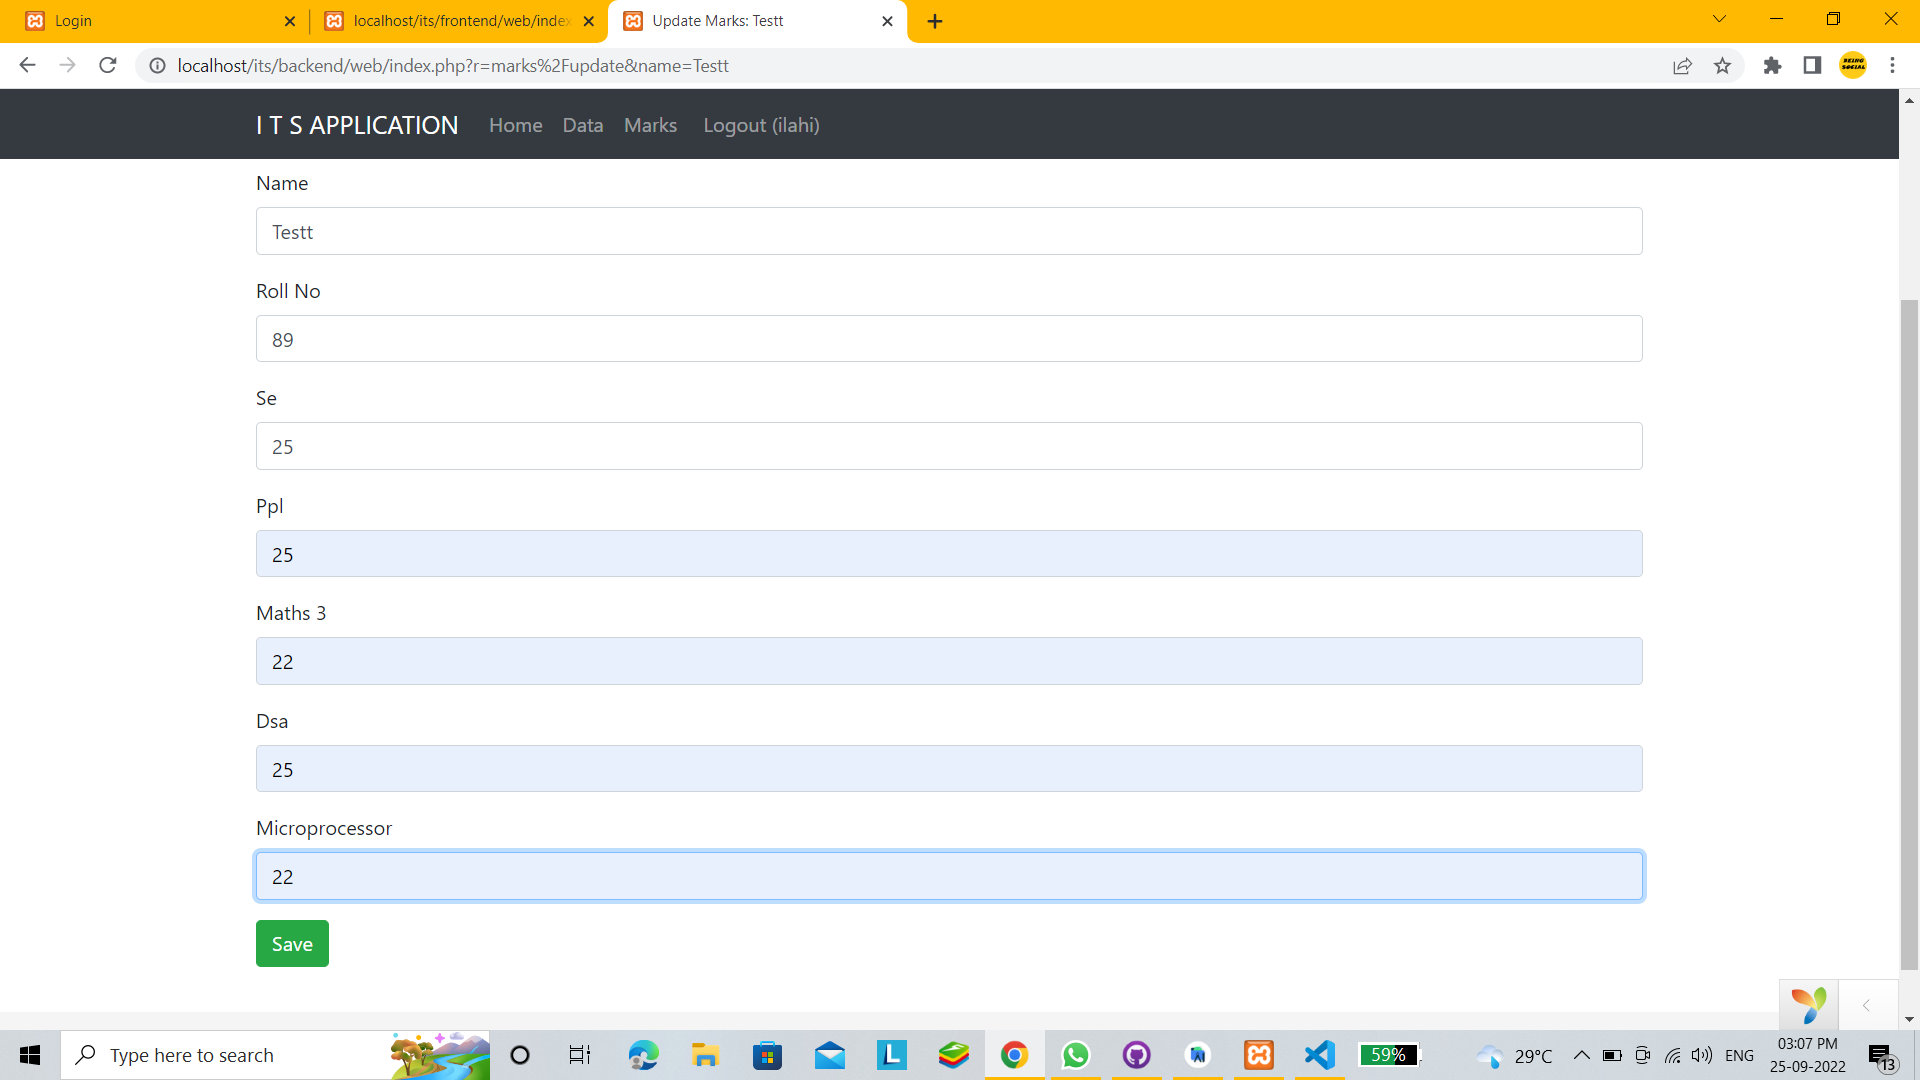 Login
localhost/its/frontend/web/index
Update Marks: Testt
localhost/its/backend/web/index.php?r=marks%2Fupdate&name=Testt
BEING SOCIAL
I T S APPLICATION Home Data Marks Logout (ilahi)
Name
Testt
Roll No
89
Se
25
Ppl
25
Maths 3
22
Dsa
25
Microprocessor
22
Save
Type here to search
L
59%
29°C
ENG
03:07 PM
25-09-2022
13